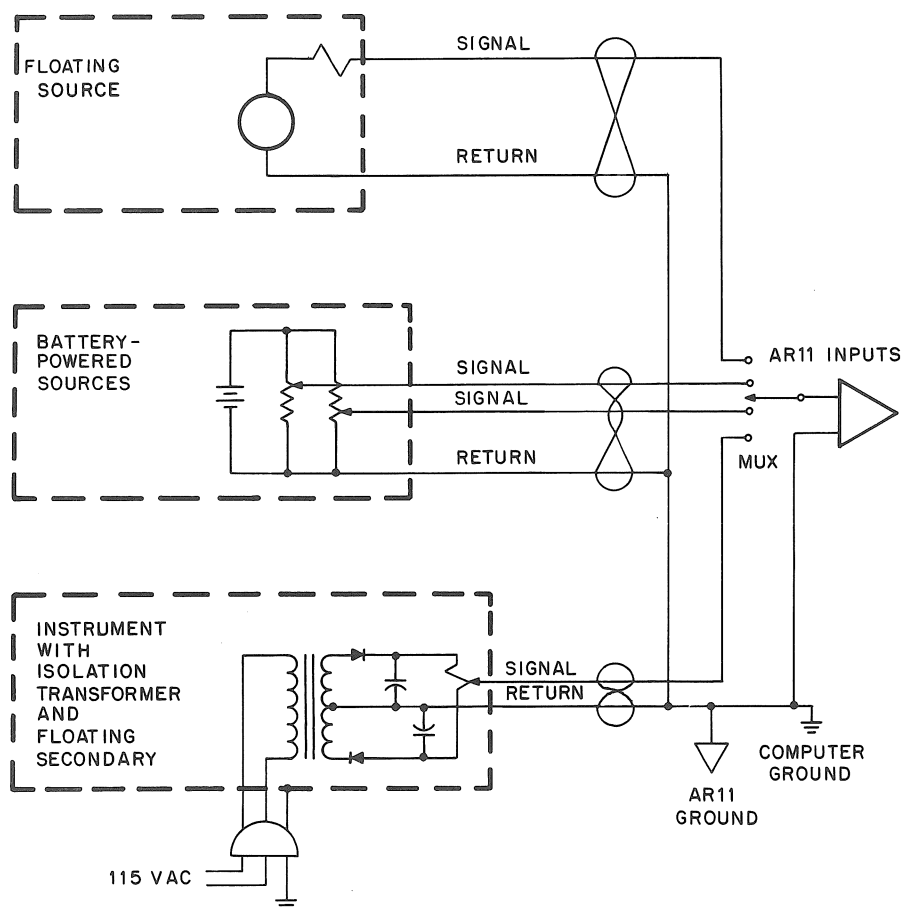 FLOATING
SOURCE
SIGNAL
RETURN
BATTERY-
POWERED
SOURCES
SIGNAL
SIGNAL
RETURN
AR11 INPUTS
MUX
INSTRUMENT
WITH
ISOLATION
TRANSFORMER
AND
FLOATING
SECONDARY
SIGNAL
RETURN
COMPUTER
GROUND
AR11
GROUND
115 VAC